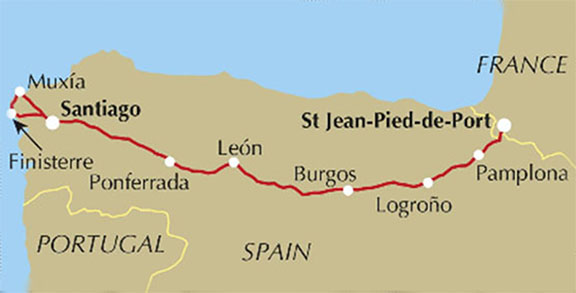 FRANCE
Muxía
Santiago
St Jean-Pied-de-Port
Finisterre
León
Ponferrada
Burgos
Pamplona
Logroño
PORTUGAL
SPAIN